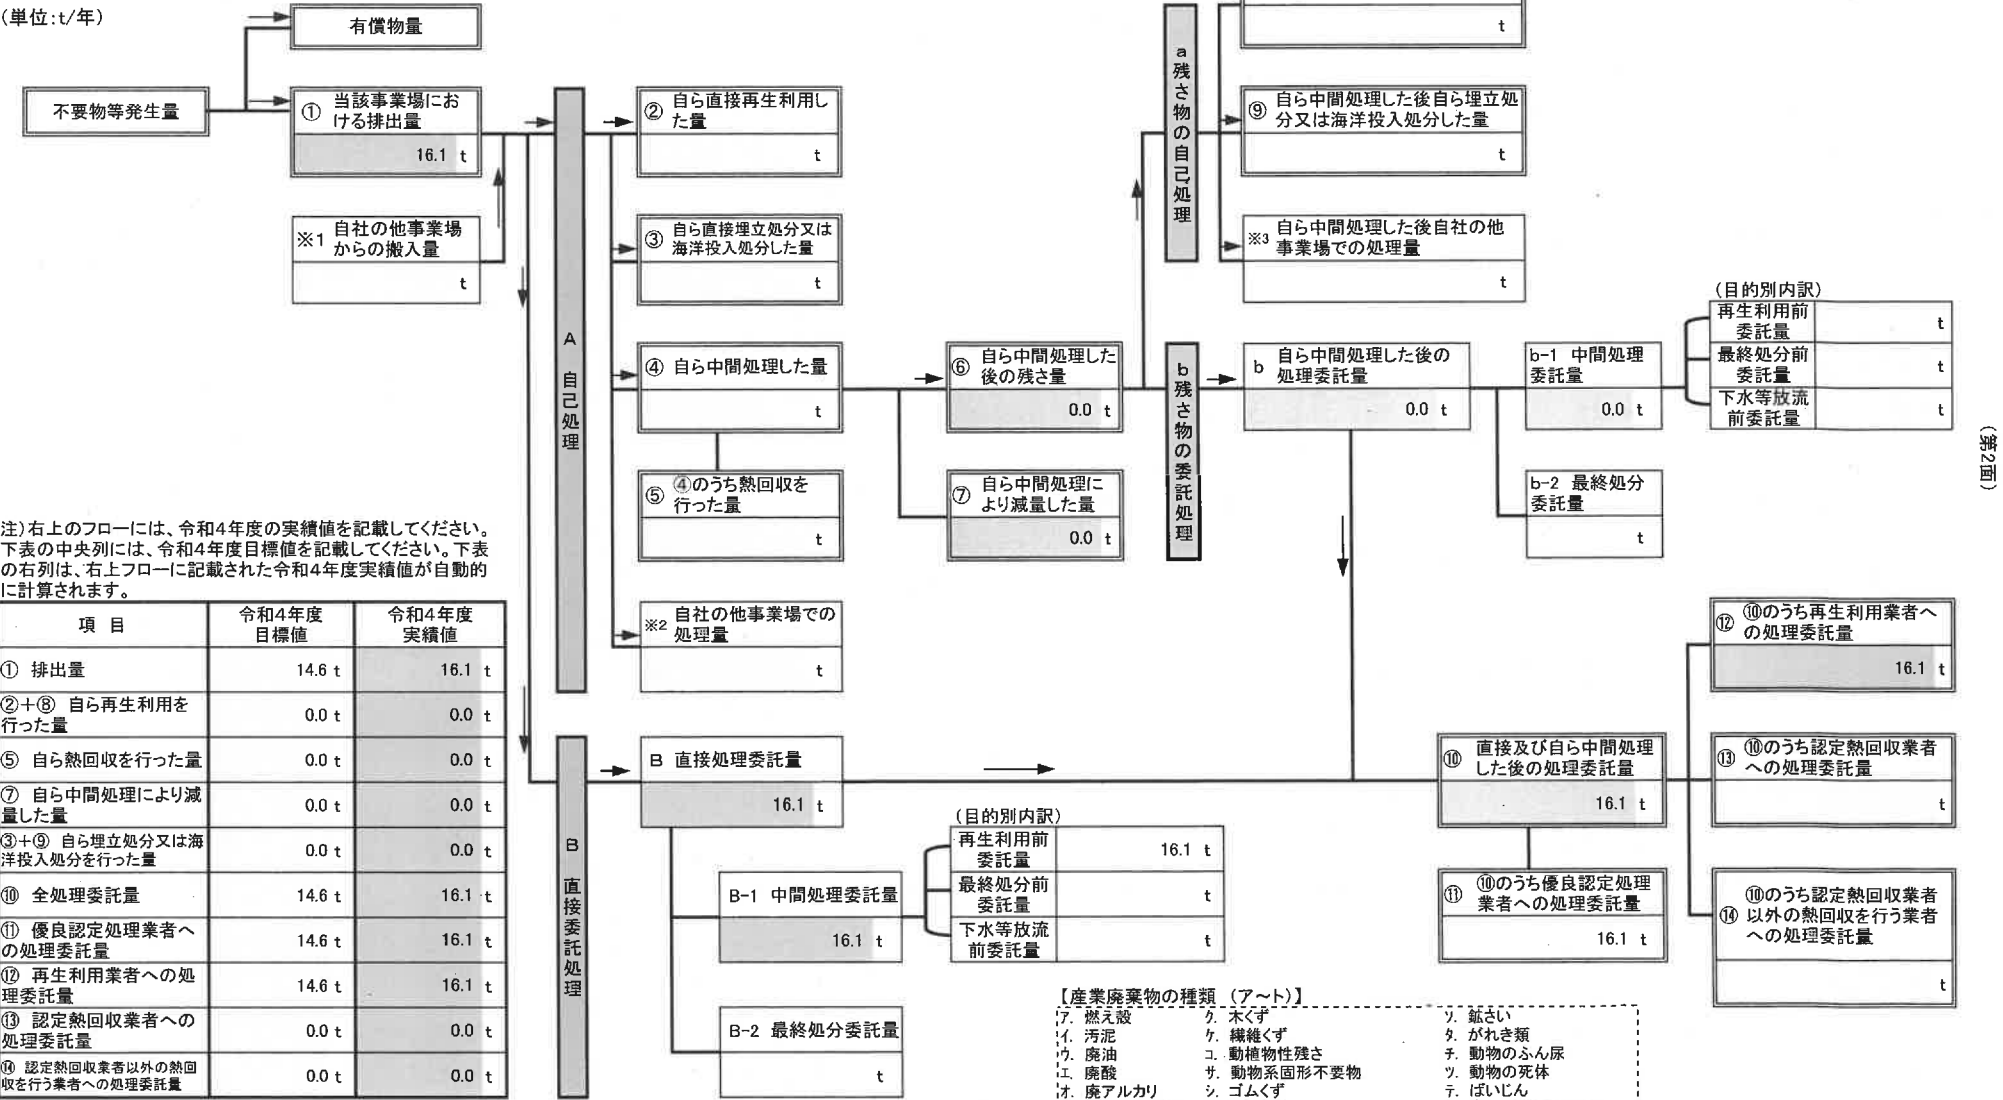 (単位:t/年)
有償物量
不要物等発生量
① 当該事業場にお
ける排出量
16.1 t
※1 自社の他事業場
からの搬入量
t
A 自己処理
② 自ら直接再生利用し
た量
t
③ 自ら直接埋立処分又は
海洋投入処分した量
t
④ 自ら中間処理した量
t
⑤ ④のうち熱回収を
行った量
t
※2 自社の他事業場での
処理量
t
⑥ 自ら中間処理した
後の残さ量
0.0 t
⑦ 自ら中間処理に
より減量した量
0.0 t
a 残さ物の自己処理
t
⑨ 自ら中間処理した後自ら埋立処
分又は海洋投入処分した量
t
※3 自ら中間処理した後自社の他
事業場での処理量
t
b 残さ物の委託処理
b 自ら中間処理した後の
処理委託量
0.0 t
b-1 中間処理
委託量
0.0 t
(目的別内訳)
再生利用前
委託量
t
最終処分前
委託量
t
下水等放流
前委託量
t
b-2 最終処分
委託量
t
(第2面)
注)右上のフローには、令和4年度の実績値を記載してください。
下表の中央列には、令和4年度目標値を記載してください。下表
の右列は、右上フローに記載された令和4年度実績値が自動的
に計算されます。
項 目 令和4年度 令和4年度
目標値 実績値
① 排出量 14.6 t 16.1 t
②+⑧ 自ら再生利用を
行った量 0.0 t 0.0 t
⑤ 自ら熱回収を行った量 0.0 t 0.0 t
⑦ 自ら中間処理により減
量した量 0.0 t 0.0 t
③+⑨ 自ら埋立処分又は海
洋投入処分を行った量 0.0 t 0.0 t
⑩ 全処理委託量 14.6 t 16.1 t
⑪ 優良認定処理業者へ
の処理委託量 14.6 t 16.1 t
⑫ 再生利用業者への処
理委託量 14.6 t 16.1 t
⑬ 認定熱回収業者への
処理委託量 0.0 t 0.0 t
⑭ 認定熱回収業者以外の熱回
収を行う業者への処理委託量 0.0 t 0.0 t
B 直接委託処理
B 直接処理委託量
16.1 t
B-1 中間処理委託量
16.1 t
(目的別内訳)
再生利用前
委託量
16.1 t
最終処分前
委託量
t
下水等放流
前委託量
t
B-2 最終処分委託量
t
⑩ 直接及び自ら中間処理
した後の処理委託量
16.1 t
⑪ ⑩のうち優良認定処理
業者への処理委託量
16.1 t
⑫ ⑩のうち再生利用業者へ
の処理委託量
16.1 t
⑬ ⑩のうち認定熱回収業者
への処理委託量
t
⑭ ⑩のうち認定熱回収業者
以外の熱回収を行う業者
への処理委託量
t
【産業廃棄物の種類 (ア～ト)】
ア. 燃え殻 ク. 木くず ソ. 鉱さい
イ. 汚泥 ケ. 繊維くず タ. がれき類
ウ. 廃油 コ. 動植物性残さ チ. 動物のふん尿
エ. 廃酸 サ. 動物系固形不要物 ツ. 動物の死体
オ. 廃アルカリ シ. ゴムくず テ. ばいじん